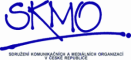 SKMO
SDRUŽENÍ KOMUNIKAČNÍCH A MEDIÁLNÍCH ORGANIZACÍ
V ČESKÉ REPUBLICE